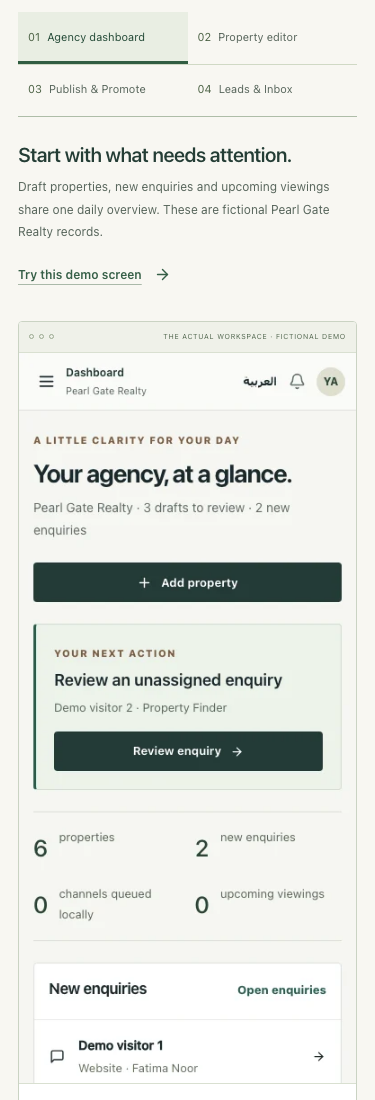 01 Agency dashboard
02 Property editor
03 Publish & Promote
04 Leads & Inbox
Start with what needs attention.
Draft properties, new enquiries and upcoming viewings
share one daily overview. These are fictional Pearl Gate
Realty records.
Try this demo screen →
THE ACTUAL WORKSPACE · FICTIONAL DEMO
Dashboard
Pearl Gate Realty
العربية
YA
A LITTLE CLARITY FOR YOUR DAY
Your agency, at a glance.
Pearl Gate Realty · 3 drafts to review · 2 new
enquiries
+ Add property
YOUR NEXT ACTION
Review an unassigned enquiry
Demo visitor 2 · Property Finder
Review enquiry →
6 properties
2 new enquiries
0 channels queued
locally
0 upcoming viewings
New enquiries
Open enquiries
Demo visitor 1
Website · Fatima Noor
→